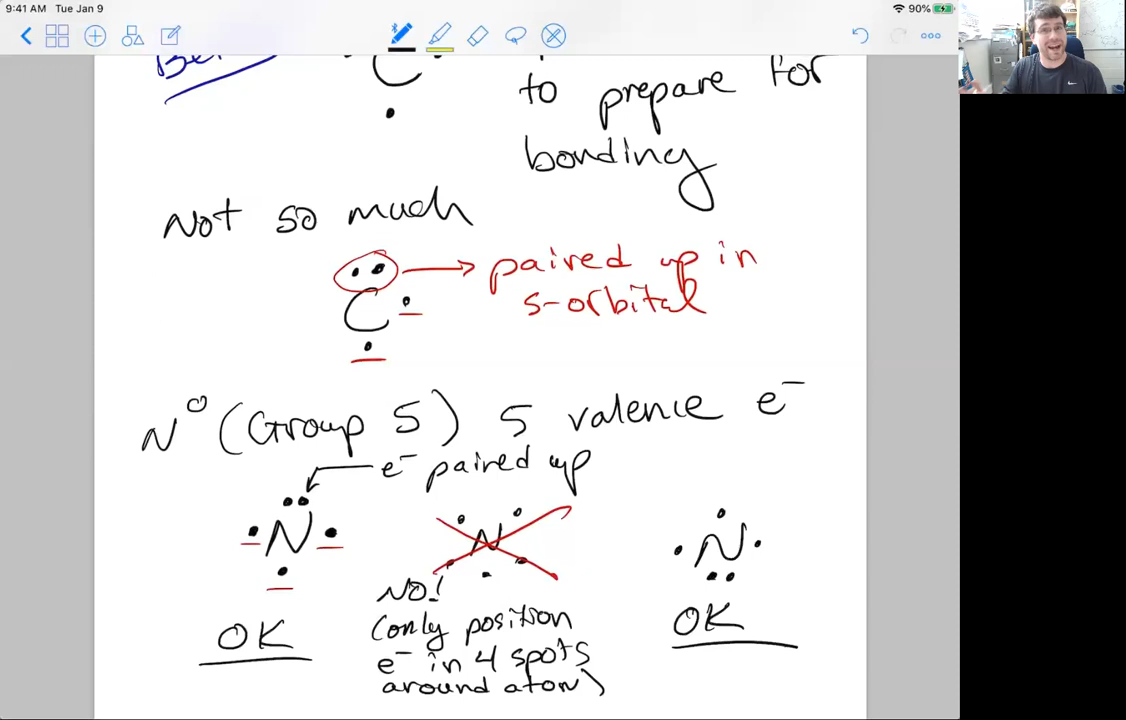 9:41 AM Tue Jan 9
90%
to prepare for
bonding
Not so much
C
paired up in
s-orbital
N⁰ (Group 5) 5 valence e⁻
e⁻ paired up
N
N
N
NO!
(only position
e⁻ in 4 spots
around atom)
OK
OK